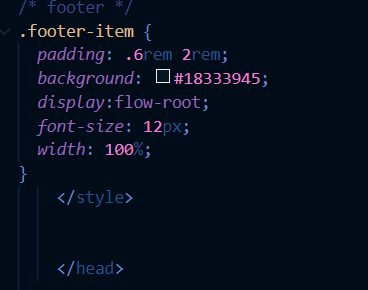 /* footer */
.footer-item {
padding: .6rem 2rem;
background: #18333945;
display:flow-root;
font-size: 12px;
width: 100%;
}
</style>
</head>